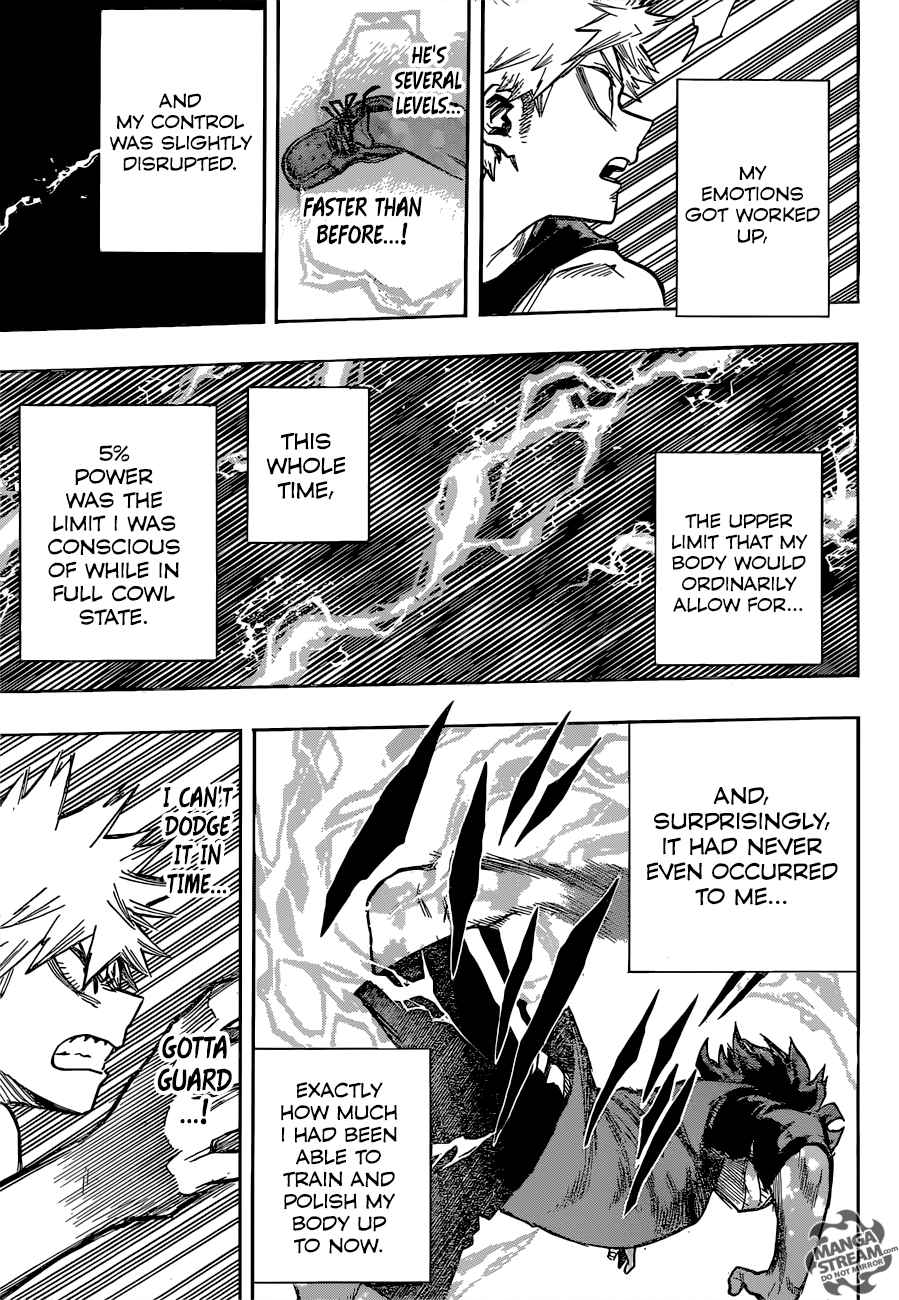 MY
EMOTIONS
GOT WORKED
UP,
HE'S
SEVERAL
LEVELS...
FASTER THAN
BEFORE...!
AND
MY CONTROL
WAS SLIGHTLY
DISRUPTED.
THE UPPER
LIMIT THAT MY
BODY WOULD
ORDINARILY
ALLOW FOR...
THIS
WHOLE
TIME,
5%
POWER
WAS THE
LIMIT I WAS
CONSCIOUS
OF WHILE IN
FULL COWL
STATE.
AND,
SURPRISINGLY,
IT HAD NEVER
EVEN OCCURRED
TO ME...
EXACTLY
HOW MUCH
I HAD BEEN
ABLE TO
TRAIN AND
POLISH MY
BODY UP
TO NOW.
I CAN'T
DODGE
IT IN
TIME...
GOTTA
GUARD
...!
MANGA
STREAM.com
DO NOT MIRROR!